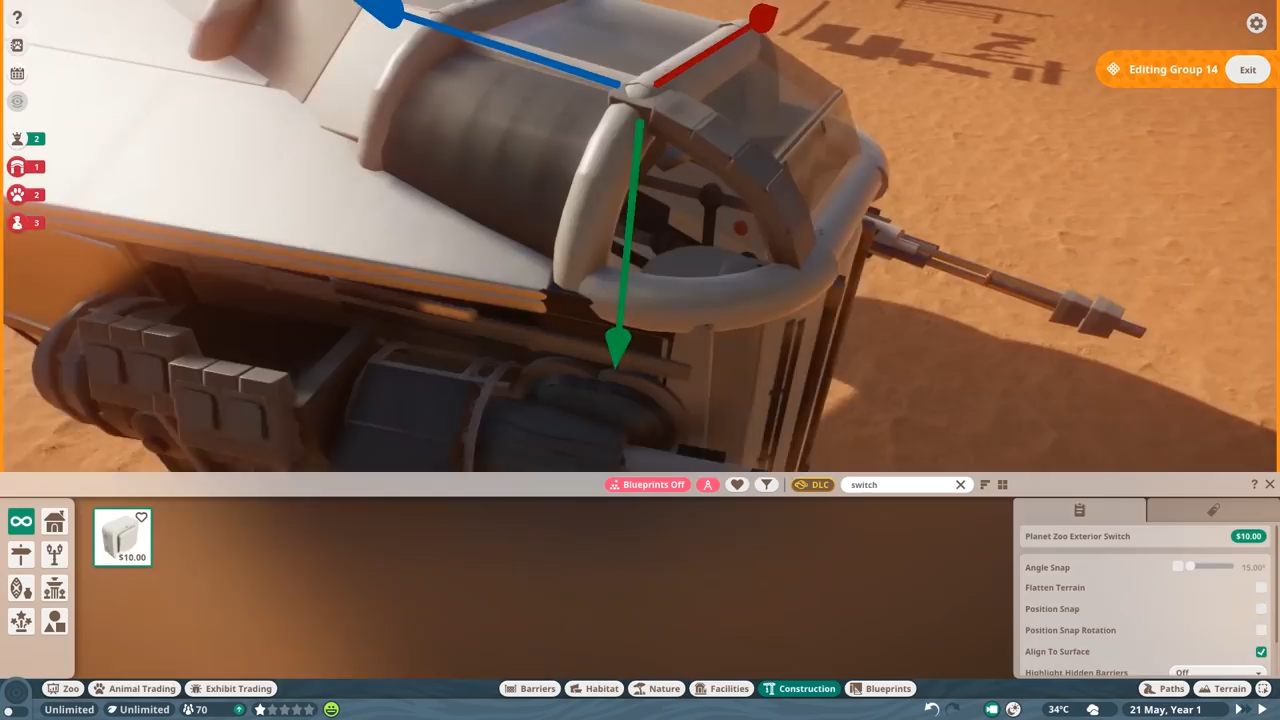 ?
Editing Group 14
Exit
2
1
2
3
Blueprints Off
DLC
switch
?
$10.00
Planet Zoo Exterior Switch
$10.00
Angle Snap
15.00°
Flatten Terrain
Position Snap
Position Snap Rotation
Align To Surface
Highlight Hidden Barriers
Off
Zoo
Animal Trading
Exhibit Trading
Barriers
Habitat
Nature
Facilities
Construction
Blueprints
Paths
Terrain
Unlimited
Unlimited
70
34°C
21 May, Year 1